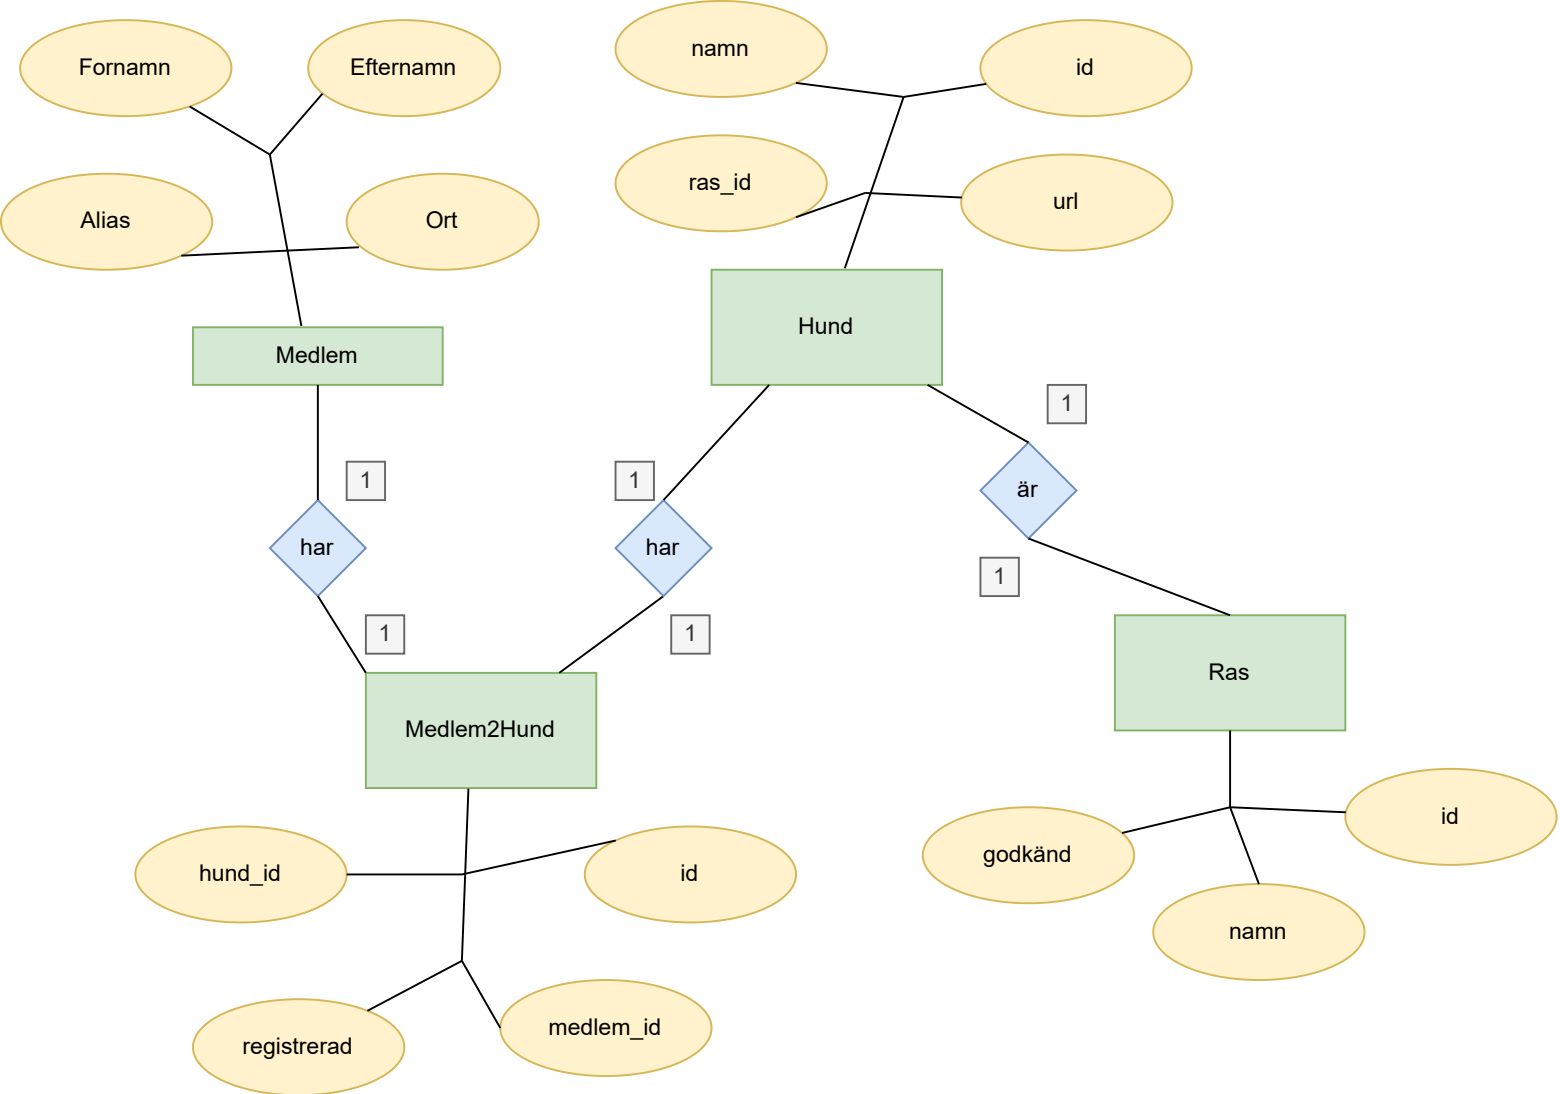 namn
Fornamn
Efternamn
id
ras_id
url
Alias
Ort
Hund
Medlem
1
1
1
är
har
har
1
1
1
Ras
Medlem2Hund
id
godkänd
hund_id
id
namn
medlem_id
registrerad